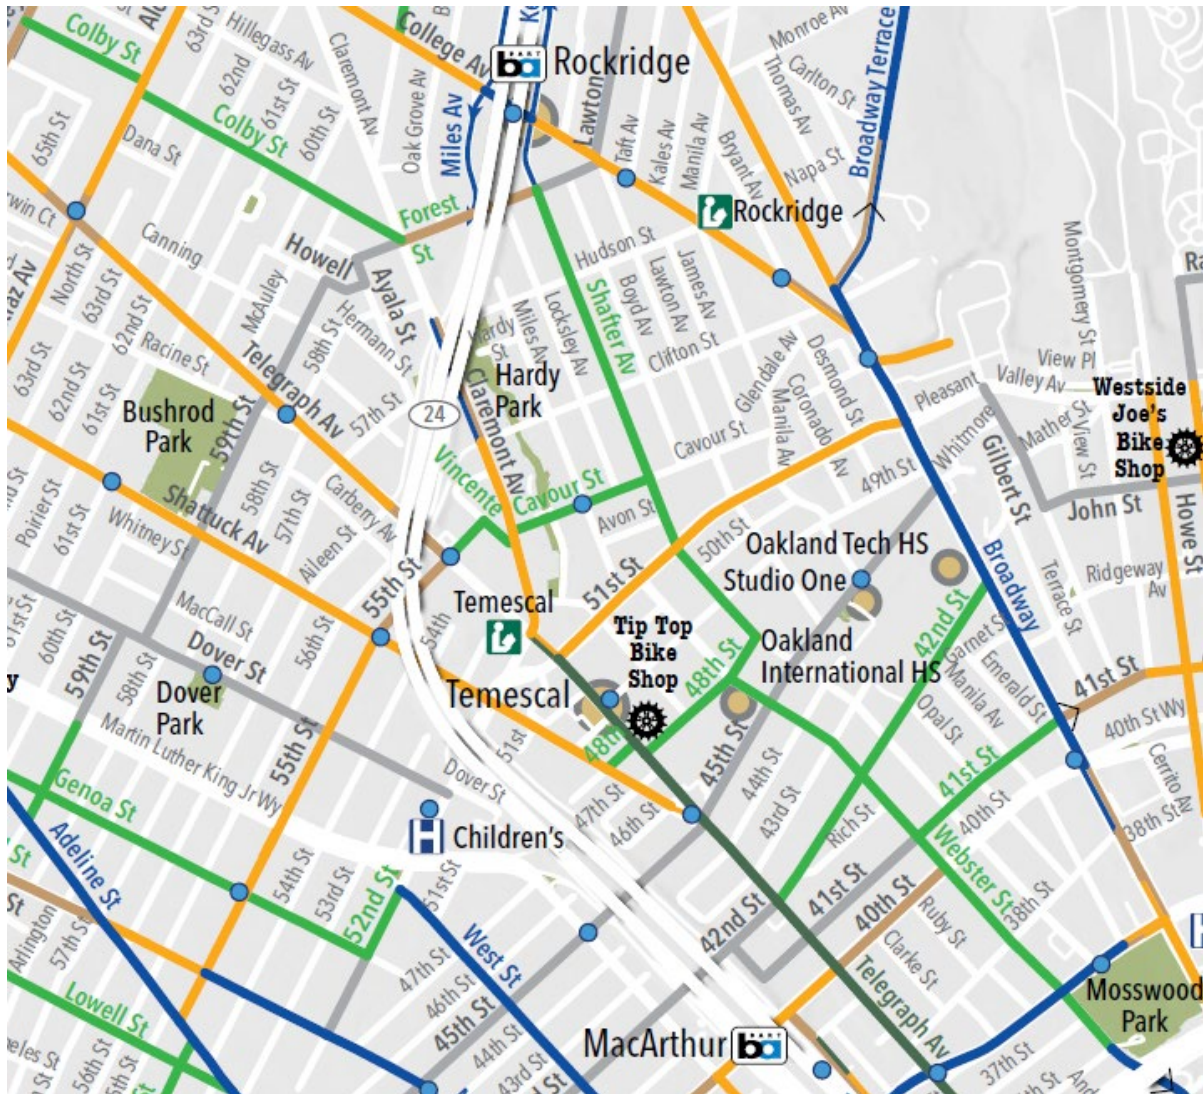 Colby St
63rd St
Hillegass Av
62nd
61st St
60th St
Claremont Av
College Av
Rockridge
Lawton
Monroe Av
Carlton St
Thomas Av
Broadway Terrace
65th St
Dana St
Colby St
Oak Grove Av
Miles Av
Taft Av
Kales Av
Manila Av
Bryant Av
Napa St
Rockridge
Forest
St
Canning
Howell
Hudson St
North St
63rd St
62nd St
McAuley
Ayala St
Shafter Av
Boyd Av
Lawton Av
James Av
Montgomery St
Racine St
58th St
Hermann St
Hardy
St
Miles Av
Locksley Av
Clifton St
Glendale Av
Desmond St
View Pl
Valley Av
Pleasant
63rd St
62nd St
61st St
Telegraph Av
24
Claremont Av
Hardy
Park
Coronado
Av
Manila Av
Westside
Joe's
Bike
Shop
Bushrod
Park
59th St
57th St
Cavour St
49th St
Whitmore
Gilbert St
Mather St
View St
Vincente
Cavour St
Poirier St
61st St
Shattuck Av
Whitney St
58th St
57th St
Aileen St
Carberry Av
Avon St
50th St
John St
Howe St
Oakland Tech HS
Studio One
Broadway
Terrace St
Ridgeway
Av
55th St
54th
51st St
Temescal
Tip Top
Bike
Shop
MacCall St
56th St
61st St
60th St
59th St
58th St
Dover St
Dover
Park
Oakland
International HS
42nd St
Garnet St
Emerald St
Manila Av
Opal St
41st St
40th St Wy
Temescal
48th St
48th
51st
45th St
44th St
43rd St
41st St
40th St
Cerrito Av
38th St
Martin Luther King Jr Wy
55th St
Dover St
47th St
46th St
Rich St
Genoa St
Children's
Adeline St
54th St
53rd St
52nd St
51st St
42nd St
41st St
40th St
Webster St
38th St
Ruby St
Clarke St
Arlington
57th St
West St
47th St
46th St
45th St
44th St
43rd St
Telegraph Av
Mosswood
Park
Lowell St
56th St
MacArthur
37th St